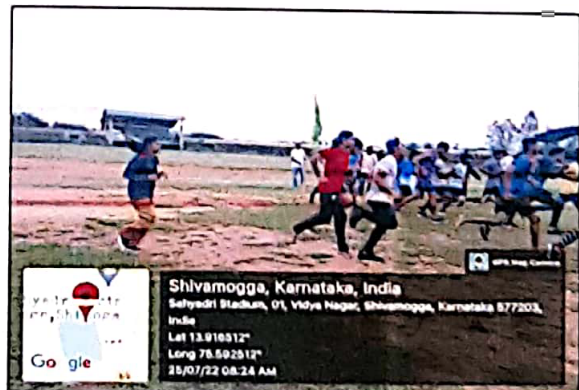 GPS Map Camera
Shivamogga, Karnataka, India
Sahyadri Stadium, 01, Vidya Nagar, Shivamogga, Karnataka 577203,
India
Lat 13.916512°
Long 75.592512°
25/07/22 08:24 AM
Google